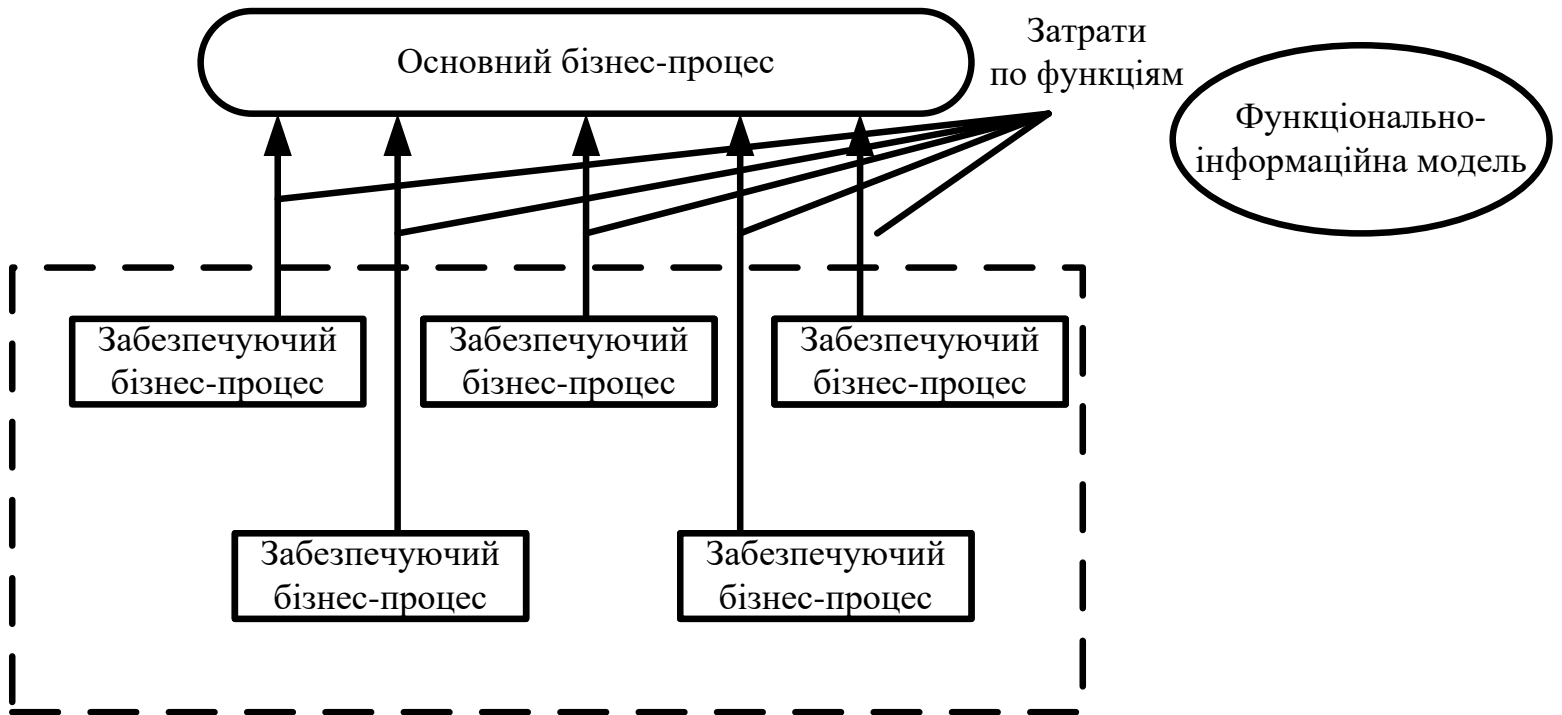 Основний бізнес-процес
Затрати
по функціям
Функціонально-
інформаційна модель
Забезпечуючий
бізнес-процес
Забезпечуючий
бізнес-процес
Забезпечуючий
бізнес-процес
Забезпечуючий
бізнес-процес
Забезпечуючий
бізнес-процес